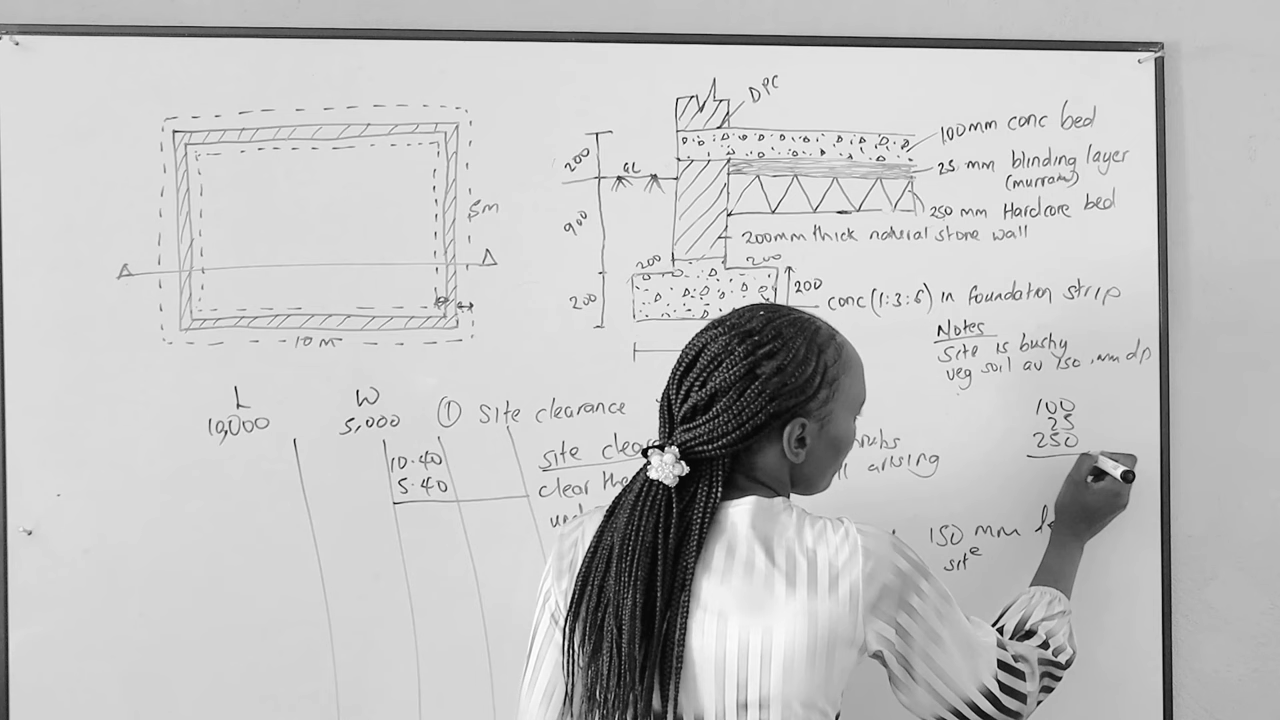 DPC
100mm conc bed
25 mm blinding layer
200
GL
250 mm Hardcore bed
5m
900
200mm thick natural stone wall
200
200
200
200
conc (1:3:6) in foundation strip
10 M
Notes
Site is bushy
veg soil av 150 mm dp
L
W
① Site clearance
10,000
5,000
100
25
250
10.40
site clea
5.40
clear the
arising
150 mm
site